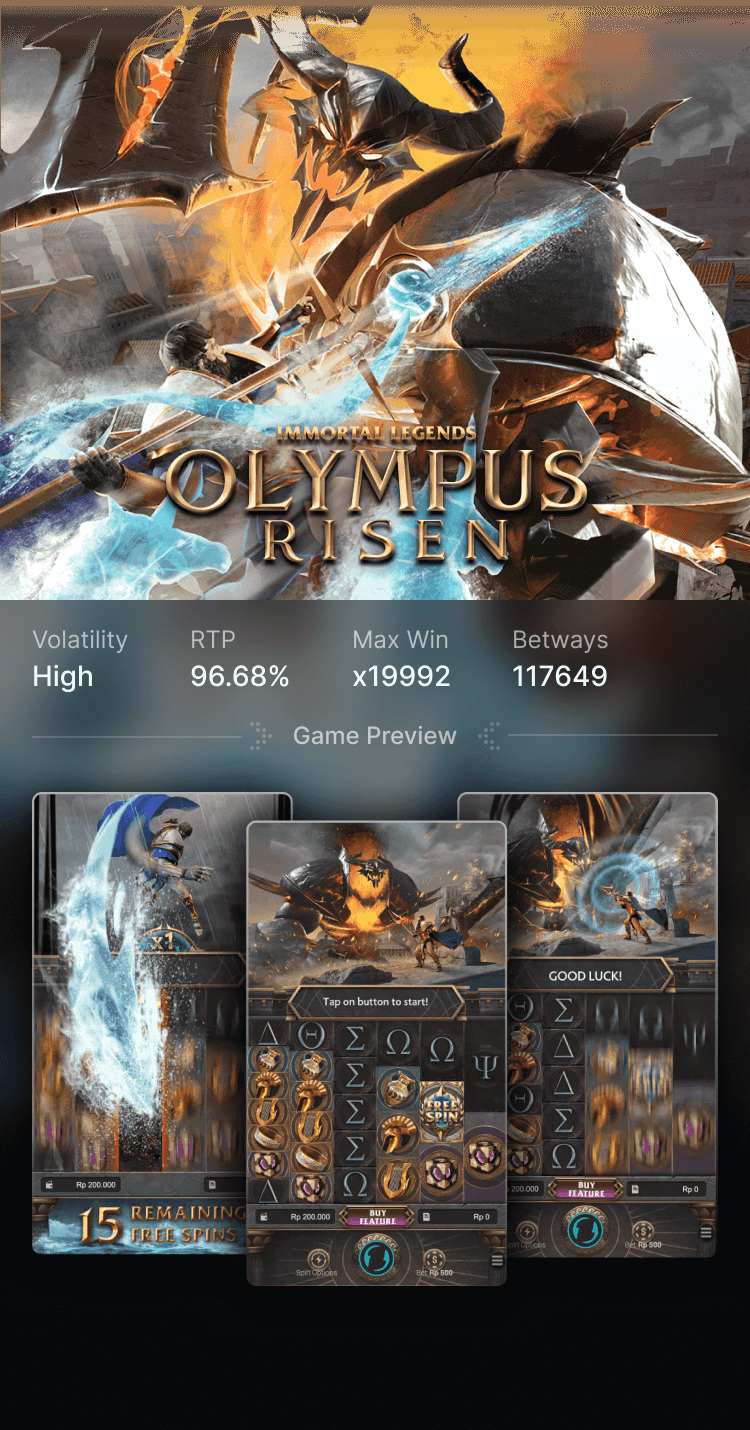 IMMORTAL LEGENDS
OLYMPUS
RISEN
Volatility RTP Max Win Betways
High 96.68% x19992 117649
Game Preview
x1
Rp 200.000
15 REMAINING
FREE SPINS
Tap on button to start!
Δ Θ Σ Ω Ω Ψ
Σ
Σ
FREE
SPIN
Σ
Δ Ω
Rp 200.000
BUY
FEATURE
Rp 0
Spin Options
Bet Rp 500
GOOD LUCK!
Θ Σ Ω Ω Ψ
Δ
Δ
Θ Σ
Ω
200.000
BUY
FEATURE
Rp 0
Spin Options
Bet Rp 500